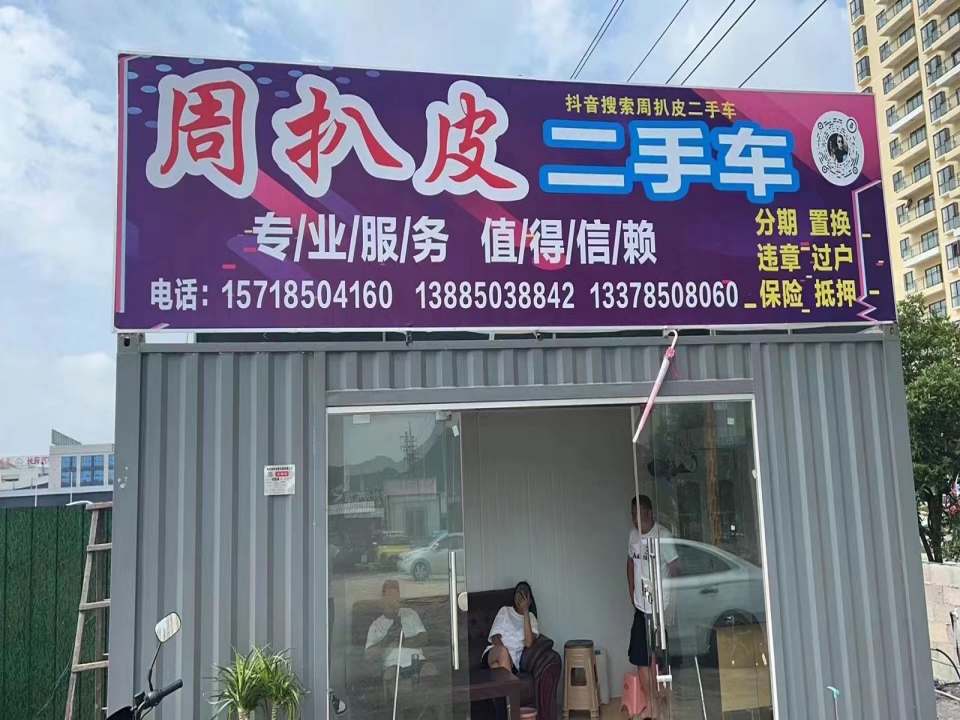 抖音搜索周扒皮二手车
周扒皮 二手车
专/业/服/务 值/得/信/赖
分期 置换
违章 过户
保险 抵押
电话：15718504160 13885038842 13378508060